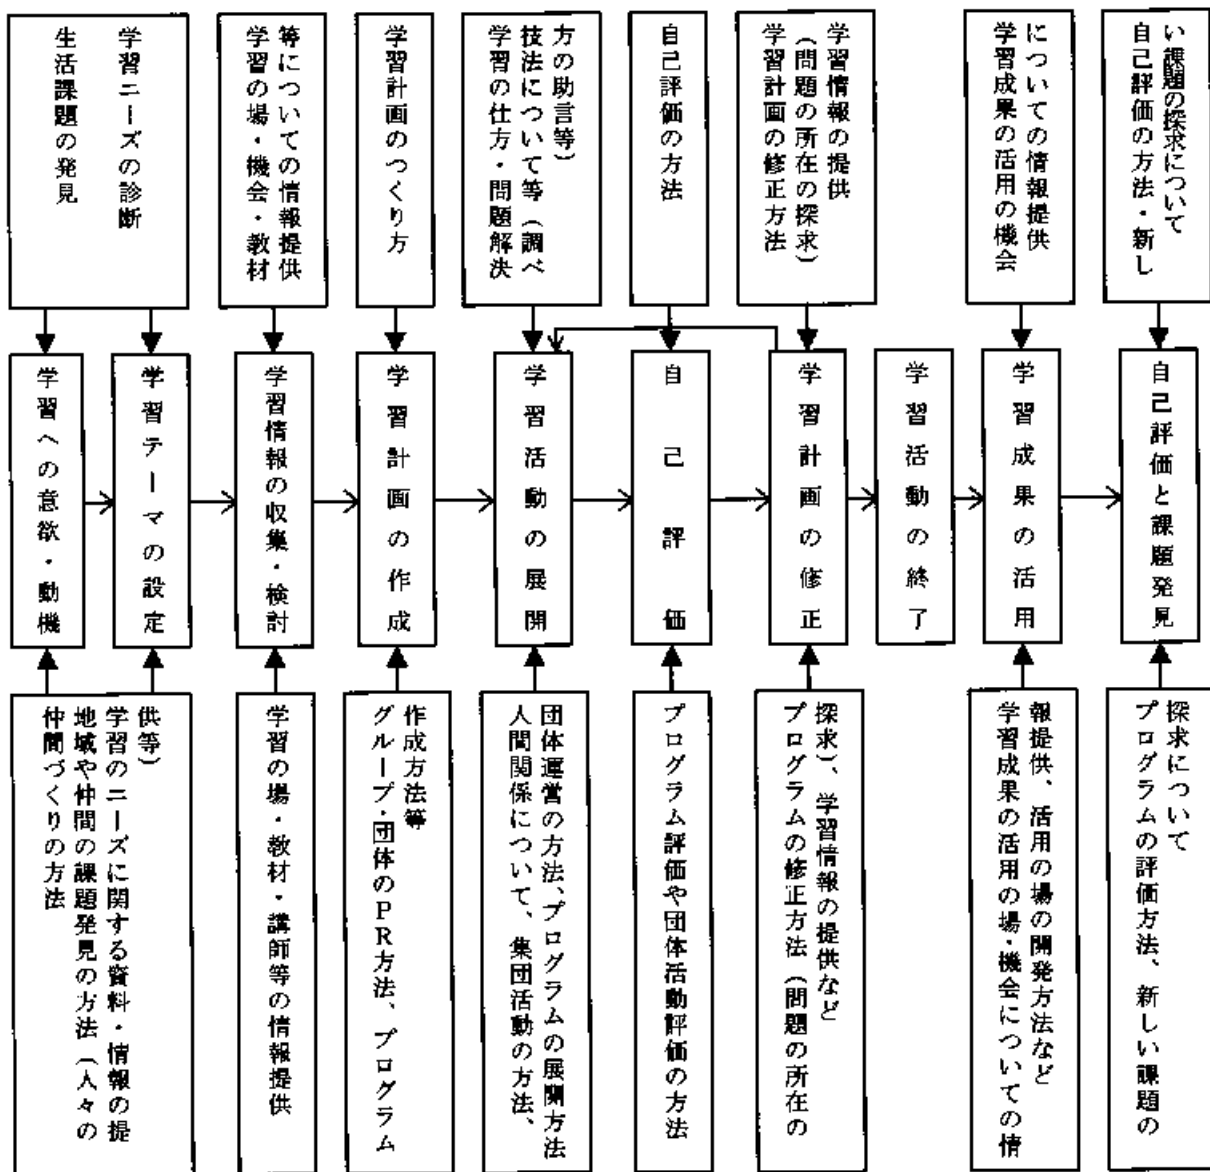 生活課題の発見
学習ニーズの診断
学習の場・機会・教材
等についての情報提供
学習計画のつくり方
学習の仕方・問題解決
技法について等（調べ
方の助言等）
自己評価の方法
学習計画の修正方法
（問題の所在の探求）
学習情報の提供
学習成果の活用の機会
についての情報提供
自己評価の方法・新し
い課題の探求について
学習への意欲・動機
学習テーマの設定
学習情報の収集・検討
学習計画の作成
学習活動の展開
自己評価
学習計画の修正
学習活動の終了
学習成果の活用
自己評価と課題発見
仲間づくりの方法
地域や仲間の課題発見の方法（人々の
学習のニーズに関する資料・情報の提
供等）
学習の場・教材・講師等の情報提供
グループ・団体のPR方法、プログラム
作成方法等
人間関係について、集団活動の方法、
団体運営の方法、プログラムの展開方法
プログラム評価や団体活動評価の方法
プログラムの修正方法（問題の所在の
探求）、学習情報の提供など
学習成果の活用の場・機会についての情
報提供、活用の場の開発方法など
プログラムの評価方法、新しい課題の
探求について